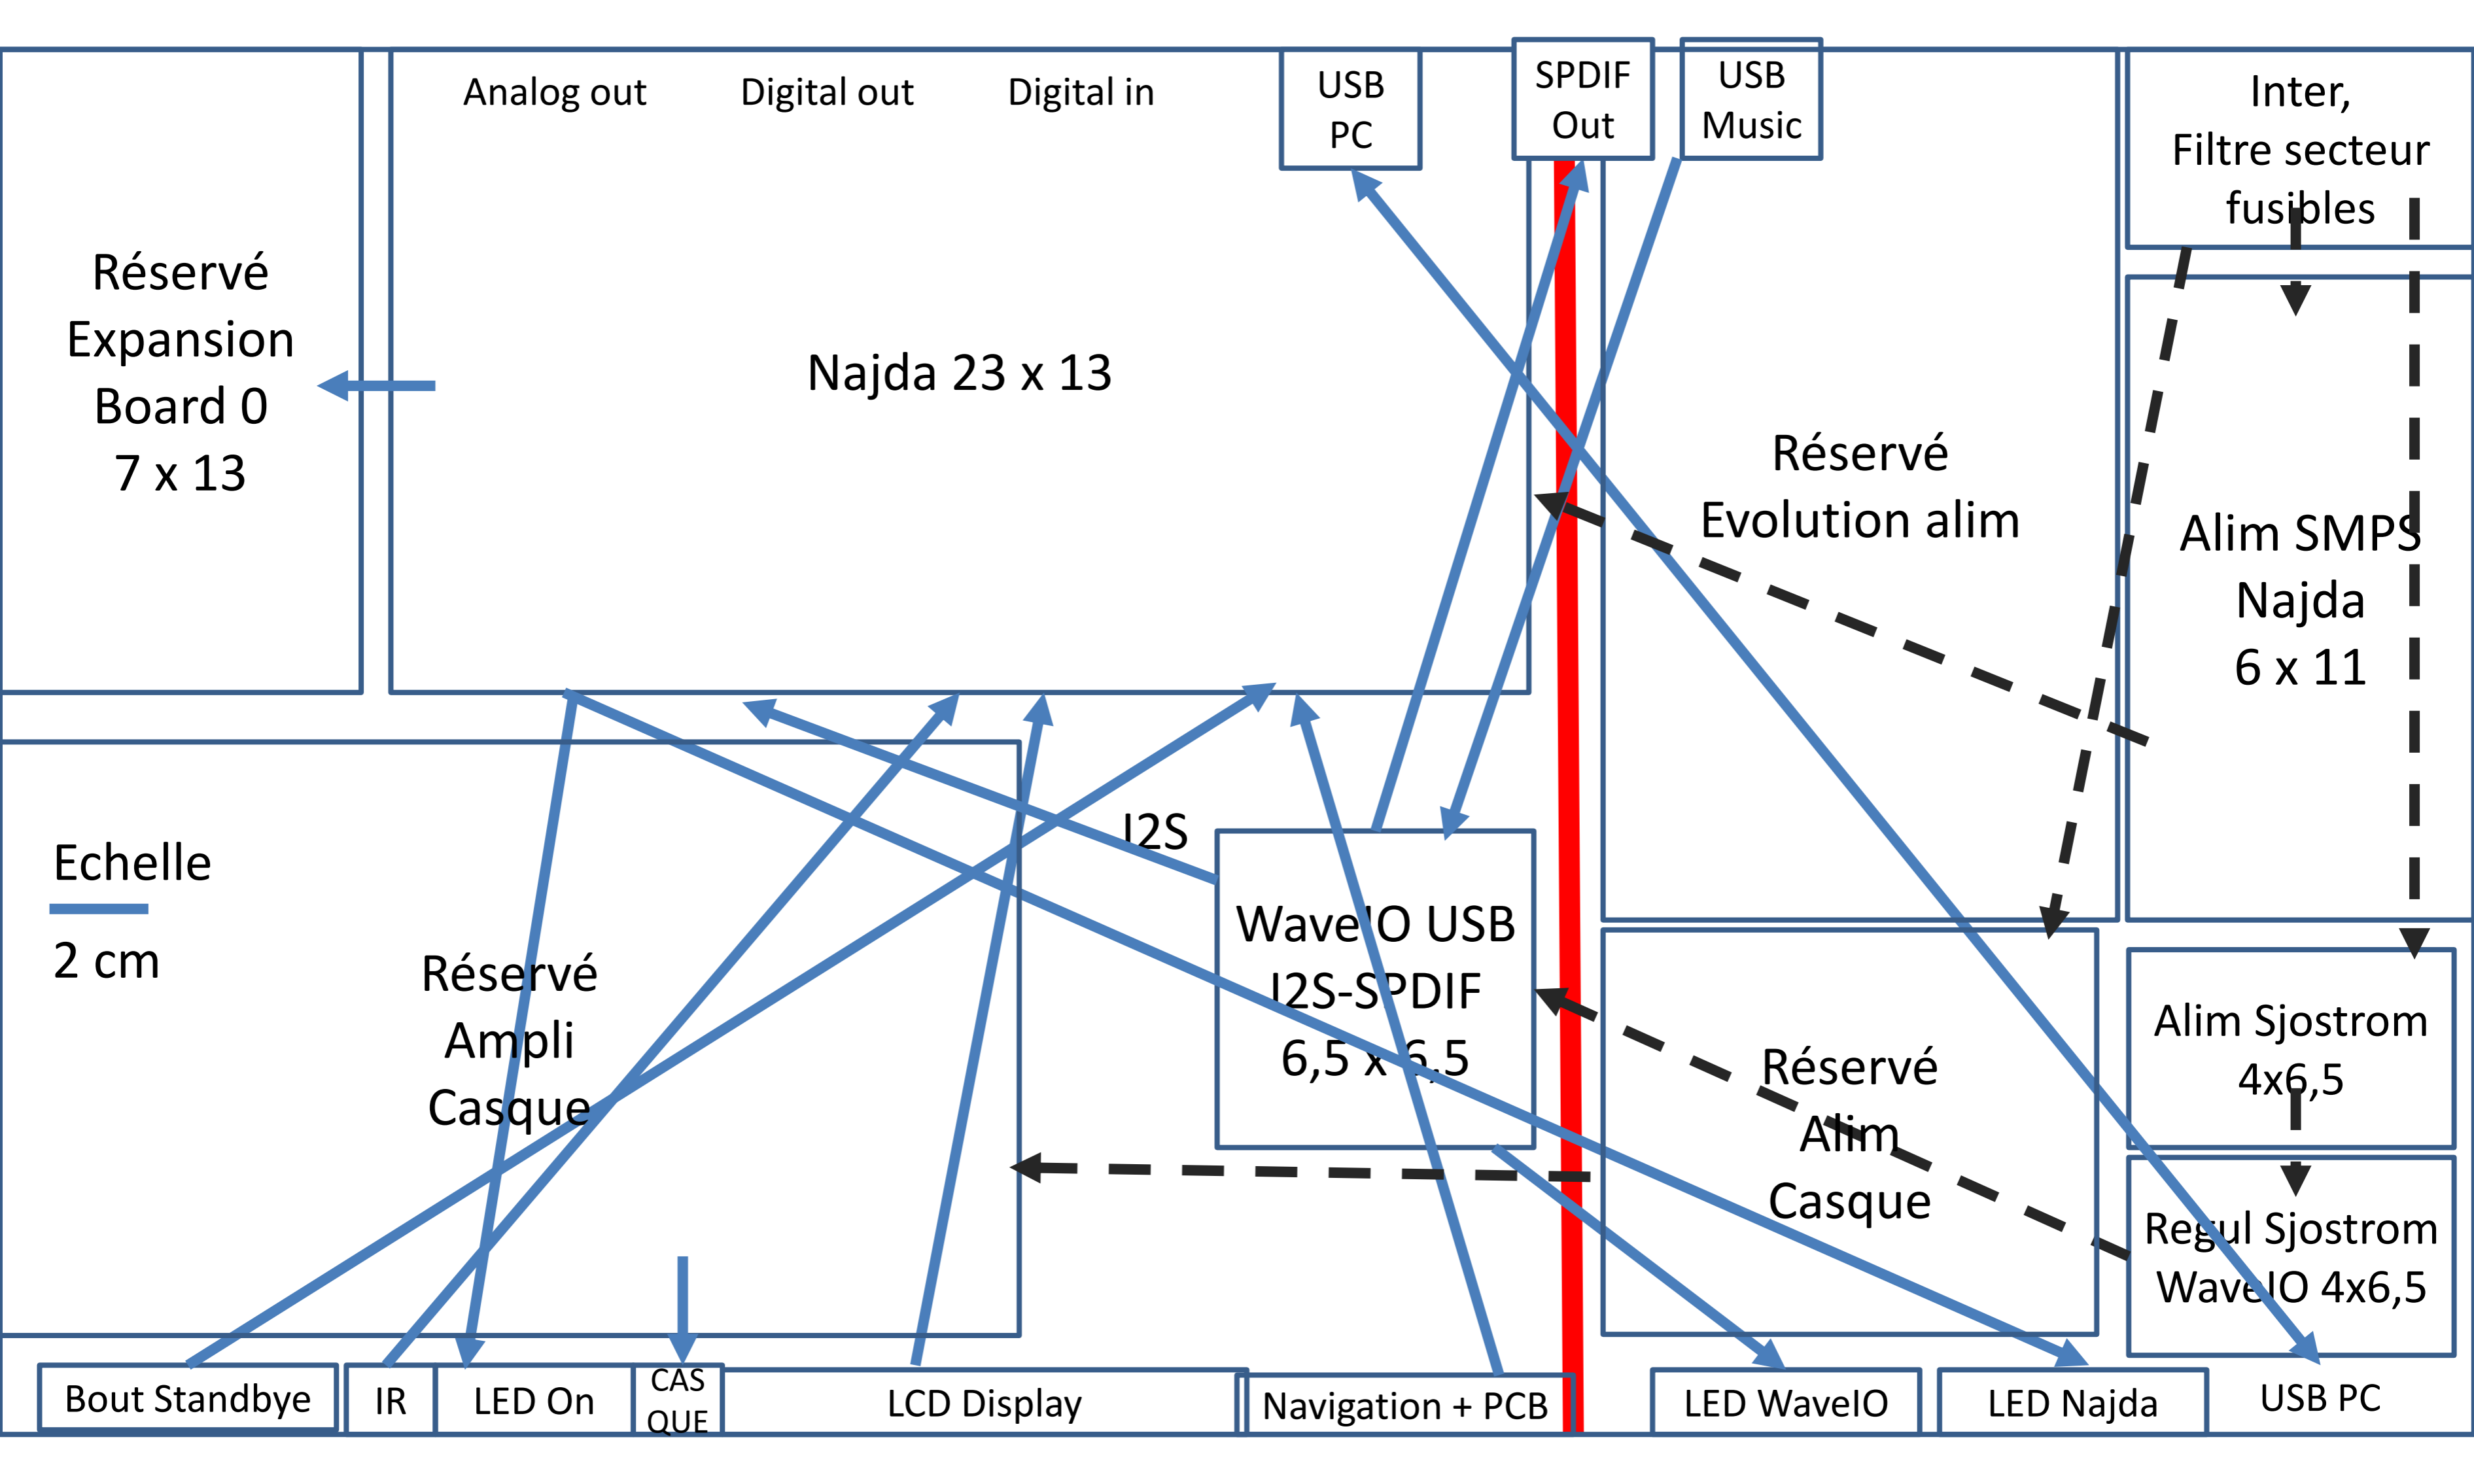 Analog out
Digital out
Digital in
USB
PC
SPDIF
Out
USB
Music
Inter,
Filtre secteur
fusibles
Réservé
Expansion
Board 0
7 x 13
Najda 23 x 13
Réservé
Evolution alim
Alim SMPS
Najda
6 x 11
Echelle
2 cm
Réservé
Ampli
Casque
I2S
WaveIO USB
I2S-SPDIF
6,5 x 6,5
Réservé
Alim
Casque
Alim Sjostrom
4x6,5
Regul Sjostrom
WaveIO 4x6,5
Bout Standbye
IR
LED On
CAS
QUE
LCD Display
Navigation + PCB
LED WaveIO
LED Najda
USB PC